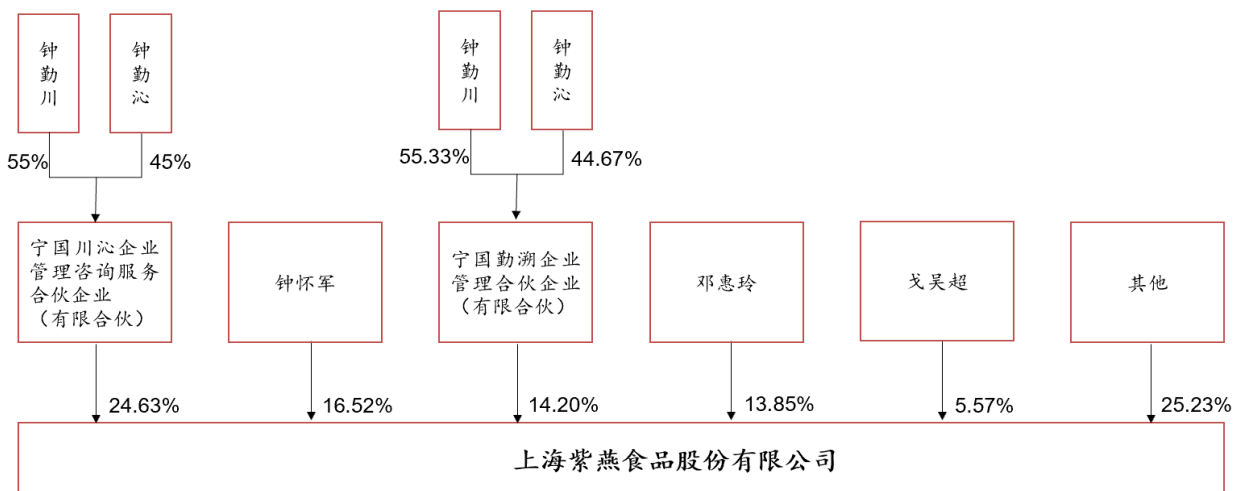 钟勤川
钟勤沁
钟勤川
钟勤沁
55%
45%
55.33%
44.67%
宁国川沁企业
管理咨询服务
合伙企业
（有限合伙）
钟怀军
宁国勤溯企业
管理合伙企业
（有限合伙）
邓惠玲
戈吴超
其他
24.63%
16.52%
14.20%
13.85%
5.57%
25.23%
上海紫燕食品股份有限公司